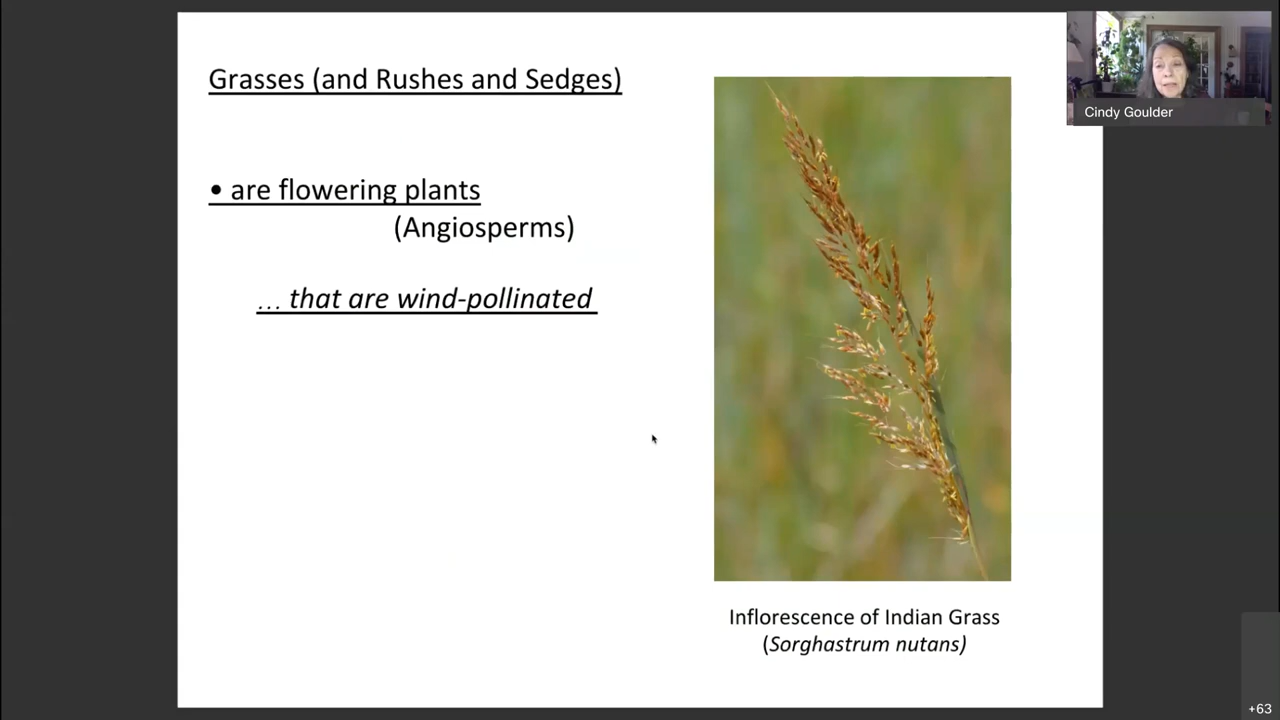 Grasses (and Rushes and Sedges)
• are flowering plants
(Angiosperms)
… that are wind-pollinated
Inflorescence of Indian Grass
(Sorghastrum nutans)
Cindy Goulder
+63